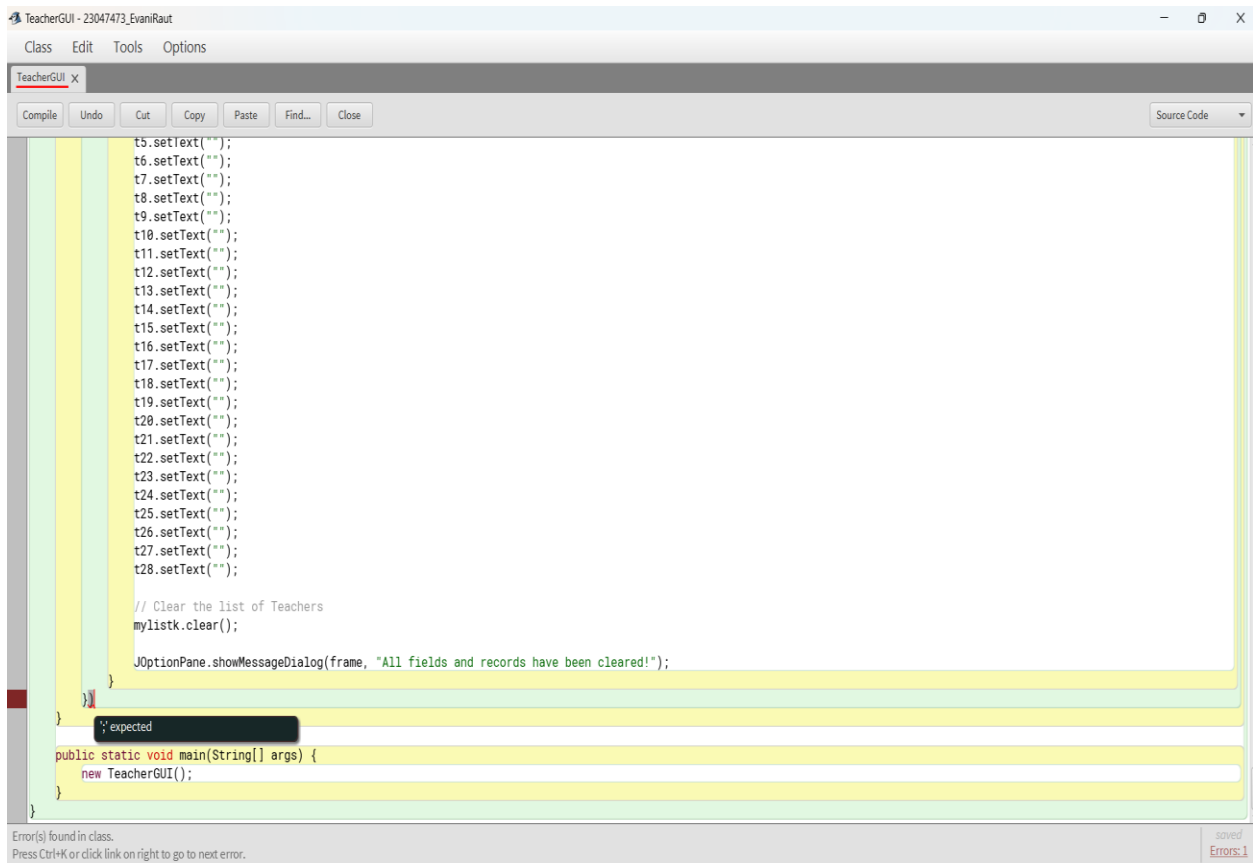 TeacherGUI - 23047473_EvaniRaut
Class Edit Tools Options
TeacherGUI X
Compile Undo Cut Copy Paste Find... Close Source Code
t5.setText("");
t6.setText("");
t7.setText("");
t8.setText("");
t9.setText("");
t10.setText("");
t11.setText("");
t12.setText("");
t13.setText("");
t14.setText("");
t15.setText("");
t16.setText("");
t17.setText("");
t18.setText("");
t19.setText("");
t20.setText("");
t21.setText("");
t22.setText("");
t23.setText("");
t24.setText("");
t25.setText("");
t26.setText("");
t27.setText("");
t28.setText("");
// Clear the list of Teachers
mylistk.clear();
JOptionPane.showMessageDialog(frame, "All fields and records have been cleared!");
}
})
}
';' expected
public static void main(String[] args) {
new TeacherGUI();
}
}
Error(s) found in class.
Press Ctrl+K or click link on right to go to next error.
saved
Errors: 1